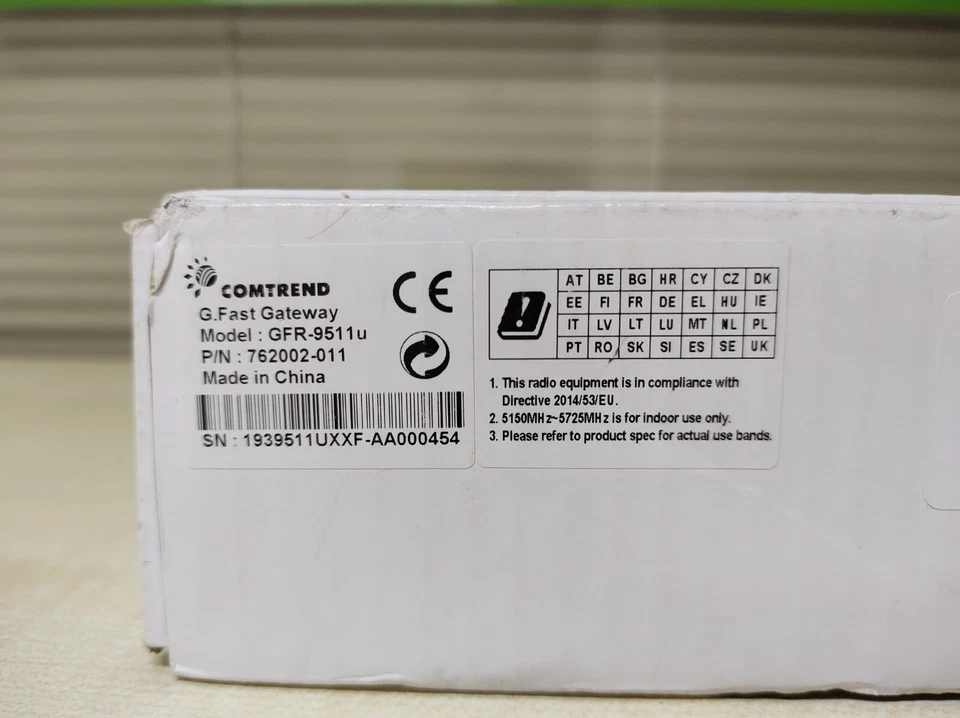 COMTREND
G.Fast Gateway
Model : GFR-9511u
P/N : 762002-011
Made in China
SN : 1939511UXXF-AA000454
CE
AT BE BG HR CY CZ DK
EE FI FR DE EL HU IE
IT LV LT LU MT NL PL
PT RO SK SI ES SE UK
1. This radio equipment is in compliance with
Directive 2014/53/EU.
2. 5150MHz~5725MHz is for indoor use only.
3. Please refer to product spec for actual use bands.